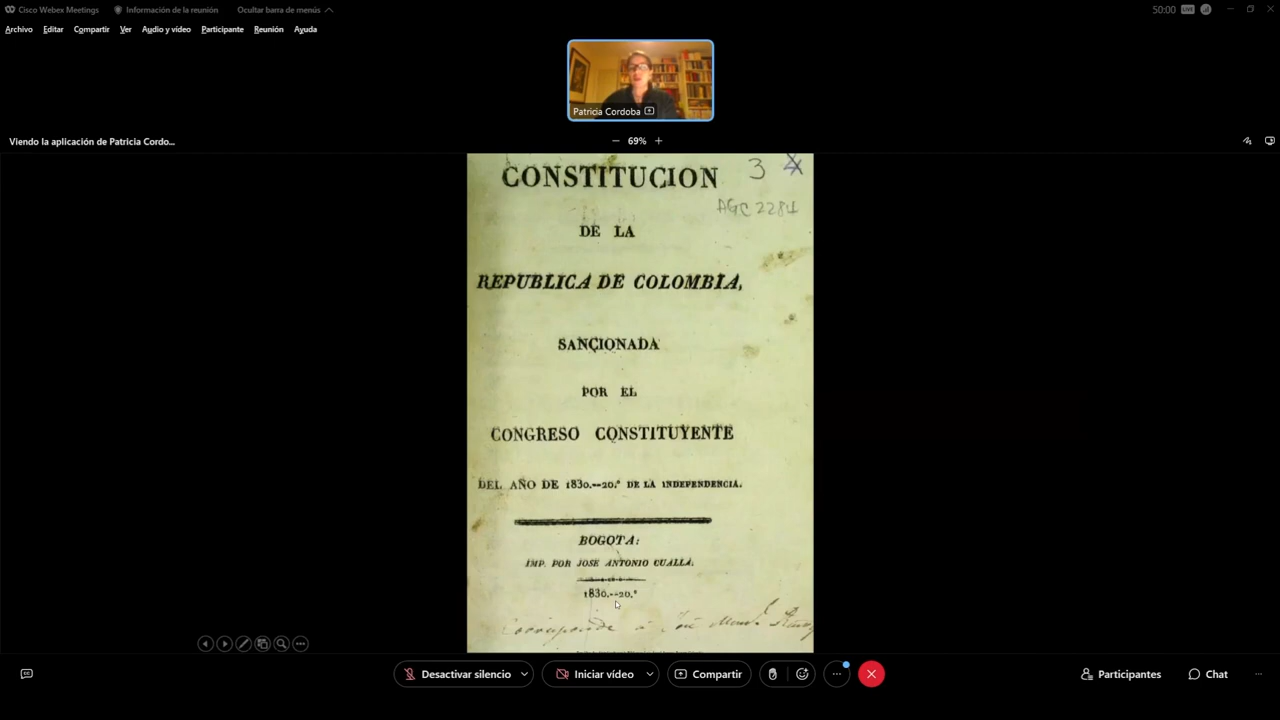 Cisco Webex Meetings
Información de la reunión
Ocultar barra de menús
50:00
Archivo Editar Compartir Ver Audio y vídeo Participante Reunión Ayuda
Patricia Cordoba
Viendo la aplicación de Patricia Cordo...
69%
CONSTITUCION
3 4
AGC 2284
DE LA
REPUBLICA DE COLOMBIA,
SANCIONADA
POR EL
CONGRESO CONSTITUYENTE
DEL AÑO DE 1830.--20.° DE LA INDEPENDENCIA.
BOGOTA:
IMP. POR JOSE ANTONIO CUALLA.
1830.--20.°
Corresponde á José
Desactivar silencio
Iniciar vídeo
Compartir
Participantes
Chat